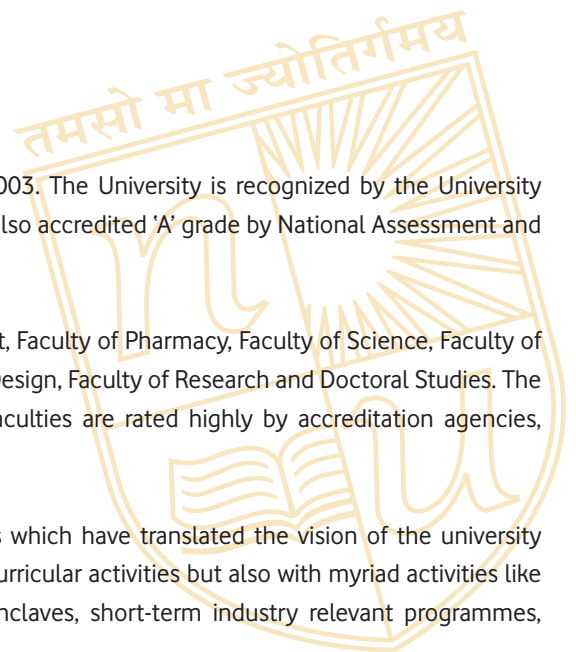 तमसो मा ज्योतिर्गमय
003. The University is recognized by the University
also accredited ‘A’ grade by National Assessment and
t, Faculty of Pharmacy, Faculty of Science, Faculty of
Design, Faculty of Research and Doctoral Studies. The
aculties are rated highly by accreditation agencies,
s which have translated the vision of the university
urricular activities but also with myriad activities like
nclaves, short-term industry relevant programmes,
n
u